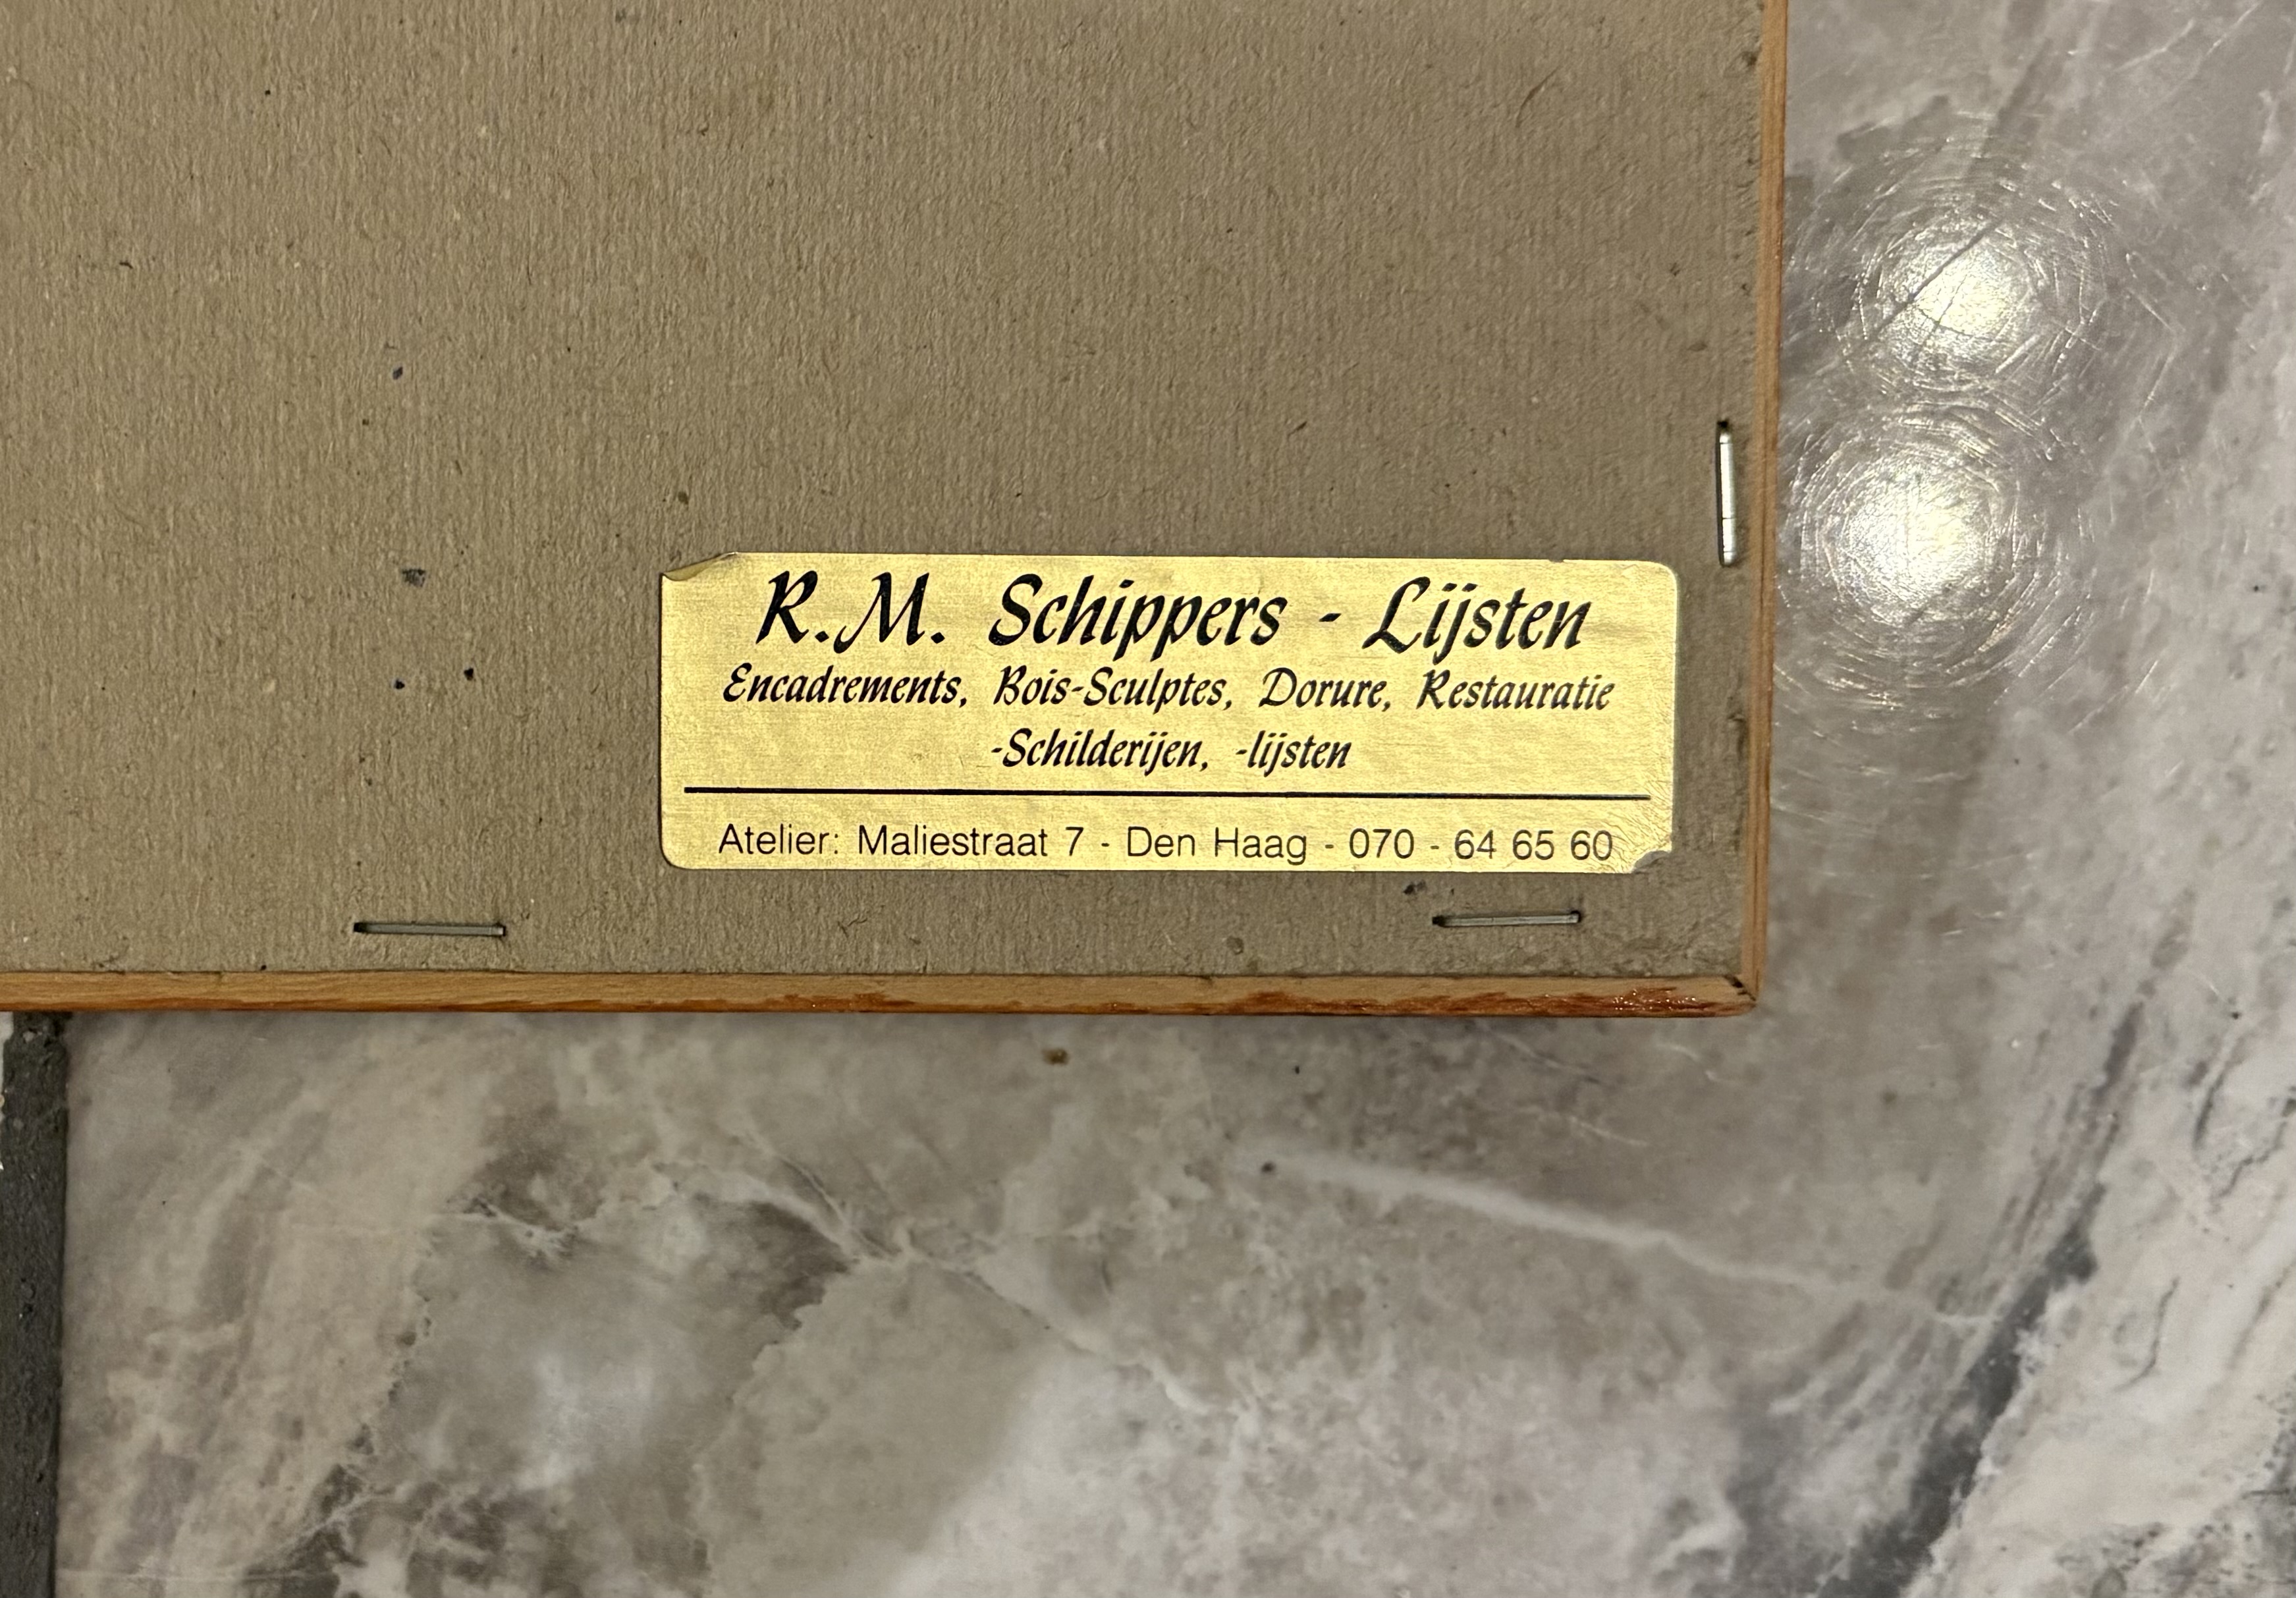 R.M. Schippers - Lijsten
Encadrements, Bois-Sculptes, Dorure, Restauratie
-Schilderijen, -lijsten
Atelier: Maliestraat 7 - Den Haag - 070 - 64 65 60